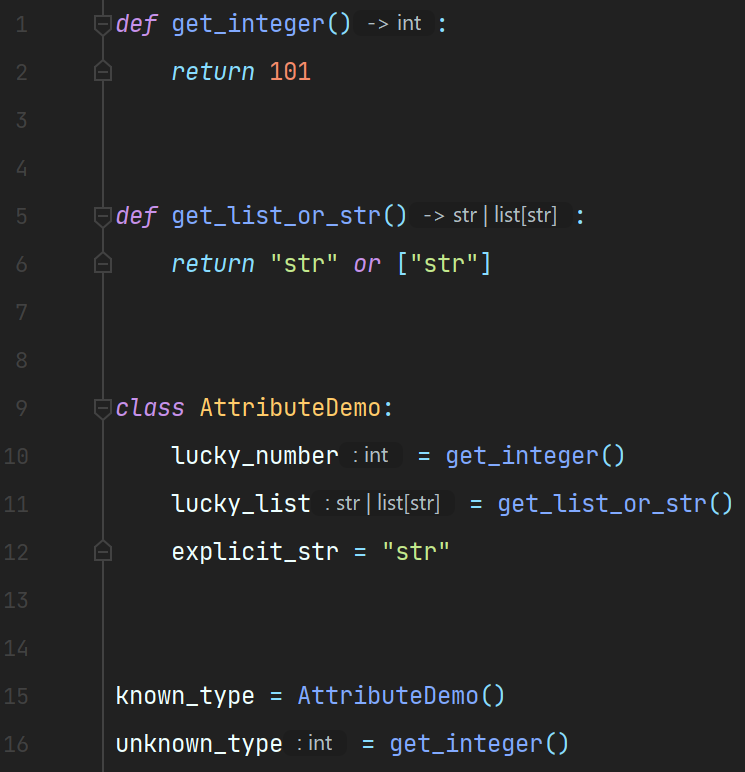 1 def get_integer() -> int :
2     return 101
3
4
5 def get_list_or_str() -> str | list[str] :
6     return "str" or ["str"]
7
8
9 class AttributeDemo:
10     lucky_number : int = get_integer()
11     lucky_list : str | list[str] = get_list_or_str()
12     explicit_str = "str"
13
14
15 known_type = AttributeDemo()
16 unknown_type : int = get_integer()